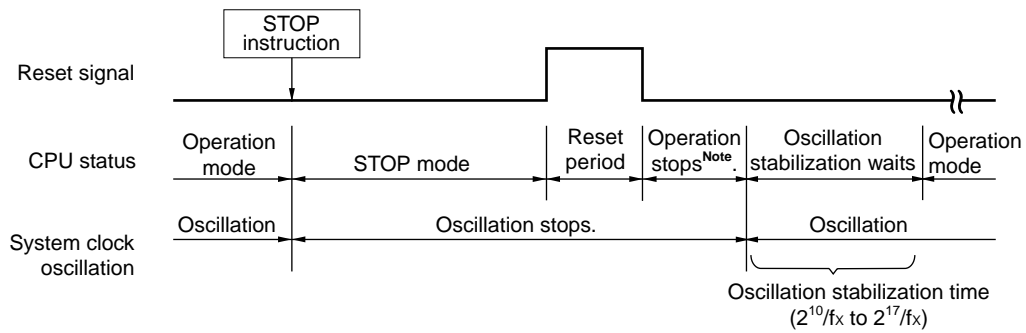 STOP
instruction
Reset signal
CPU status
Operation
mode
STOP mode
Reset
period
Operation
stopsNote.
Oscillation
stabilization waits
Operation
mode
System clock
oscillation
Oscillation
Oscillation stops.
Oscillation
Oscillation stabilization time
(2^10/fx to 2^17/fx)